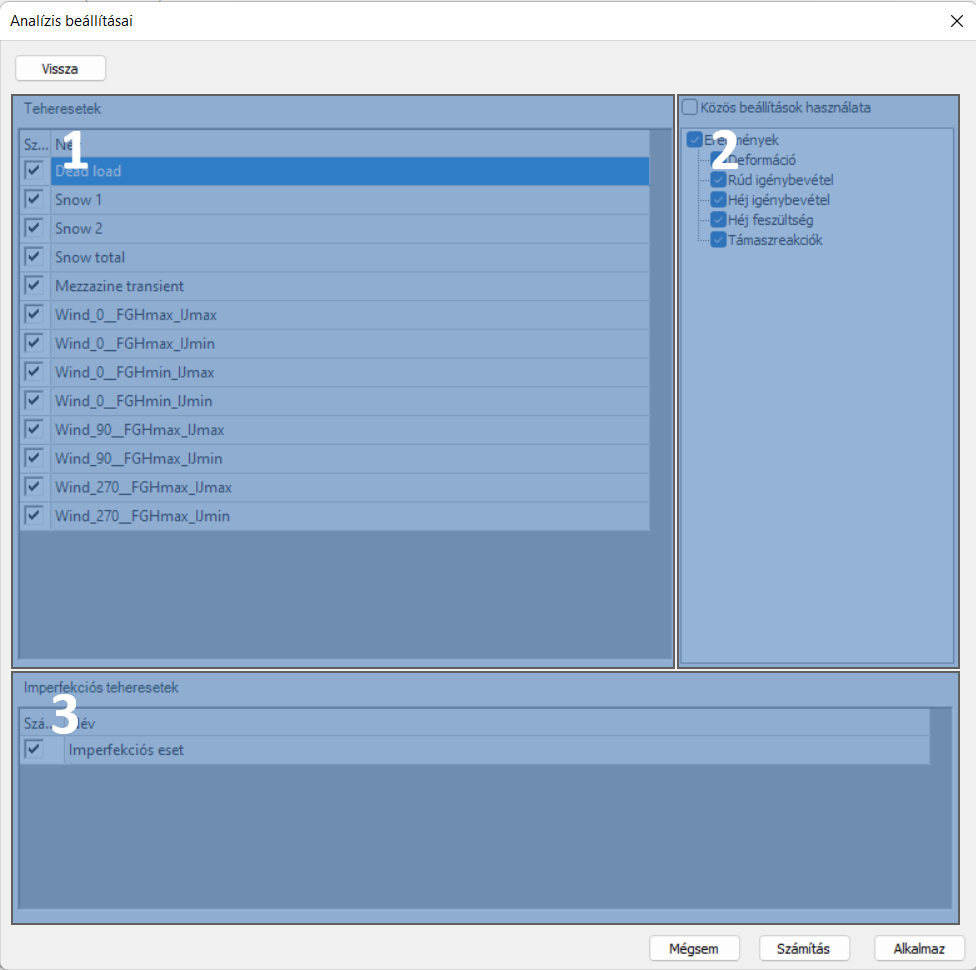 Analízis beállításai
Vissza
Teheresetek
Sz...
1
Dead load
Snow 1
Snow 2
Snow total
Mezzazine transient
Wind_0__FGHmax_IJmax
Wind_0__FGHmax_IJmin
Wind_0__FGHmin_IJmax
Wind_0__FGHmin_IJmin
Wind_90__FGHmax_IJmax
Wind_90__FGHmax_IJmin
Wind_270__FGHmax_IJmax
Wind_270__FGHmax_IJmin
Közös beállítások használata
Eredmények
2
Deformáció
Rúd igénybevétel
Héj igénybevétel
Héj feszültség
Támaszreakciók
Imperfekciós teheresetek
Szá...
3
Név
Imperfekciós eset
Mégsem
Számítás
Alkalmaz